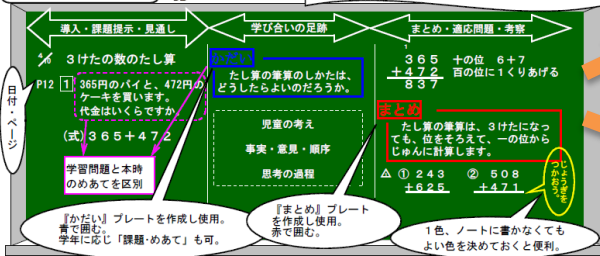 導入・課題提示・見通し
学び合いの足跡
まとめ・適応問題・考察
日付・ページ
3けたの数のたし算
P12 1
365円のパイと、472円の
ケーキを買います。
代金はいくらですか
(式)365+472
学習問題と本時
のめあてを区別
かだい
たし算の筆算のしかたは、
どうしたらよいのだろうか。
児童の考え
事実・意見・順序
思考の過程
『かだい』プレートを作成し使用。
青で囲む。
学年に応じ「課題・めあて」も可。
1
365
+472
837
十の位 6+7
百の位に1くりあげる
まとめ
たし算の筆算は、3けたになっ
ても、位をそろえて、一の位から
じゅんに計算します。
△ ① 243
+625
② 508
+471
じょうぎを
つかおう。
『まとめ』プレート
を作成し使用。
赤で囲む。
1色、ノートに書かなくても
よい色を決めておくと便利。